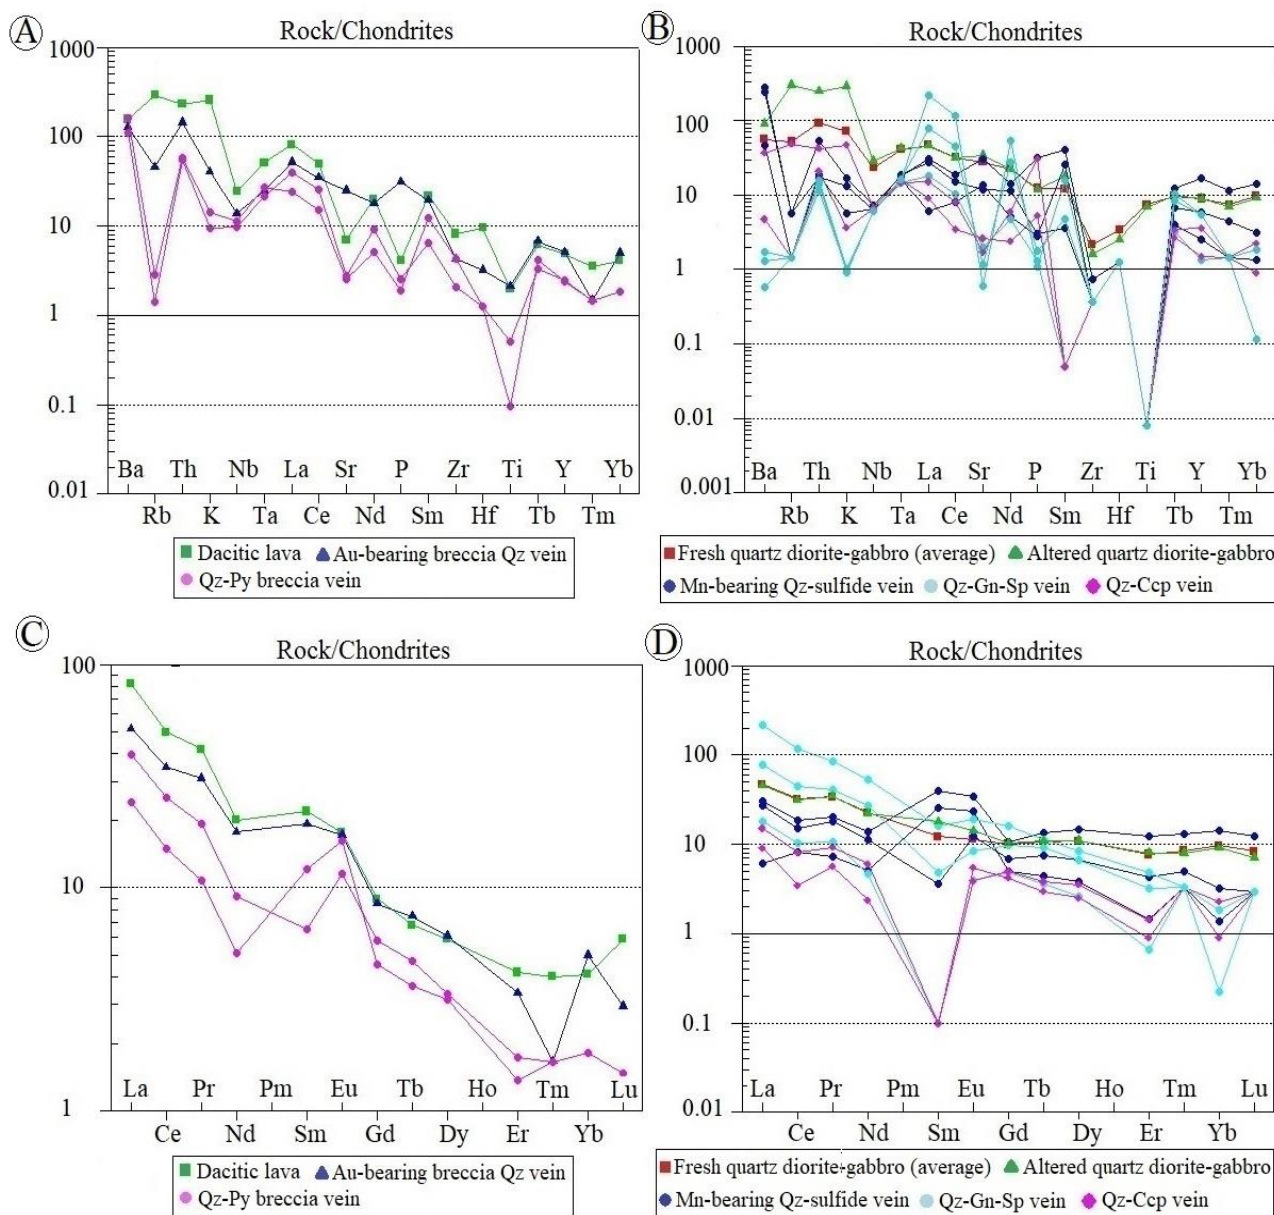 A
Rock/Chondrites
1000
100
10
1
0.1
0.01
Ba Th Nb La Sr P Zr Ti Y Yb
Rb K Ta Ce Nd Sm Hf Tb Tm
Dacitic lava Au-bearing breccia Qz vein
Qz-Py breccia vein
B
Rock/Chondrites
1000
100
10
1
0.1
0.01
0.001
Ba Th Nb La Sr P Zr Ti Y Yb
Rb K Ta Ce Nd Sm Hf Tb Tm
Fresh quartz diorite-gabbro (average) Altered quartz diorite-gabbro
Mn-bearing Qz-sulfide vein Qz-Gn-Sp vein Qz-Ccp vein
C
Rock/Chondrites
100
10
1
La Pr Pm Eu Tb Ho Tm Lu
Ce Nd Sm Gd Dy Er Yb
Dacitic lava Au-bearing breccia Qz vein
Qz-Py breccia vein
D
Rock/Chondrites
1000
100
10
1
0.1
0.01
La Pr Pm Eu Tb Ho Tm Lu
Ce Nd Sm Gd Dy Er Yb
Fresh quartz diorite-gabbro (average) Altered quartz diorite-gabbro
Mn-bearing Qz-sulfide vein Qz-Gn-Sp vein Qz-Ccp vein